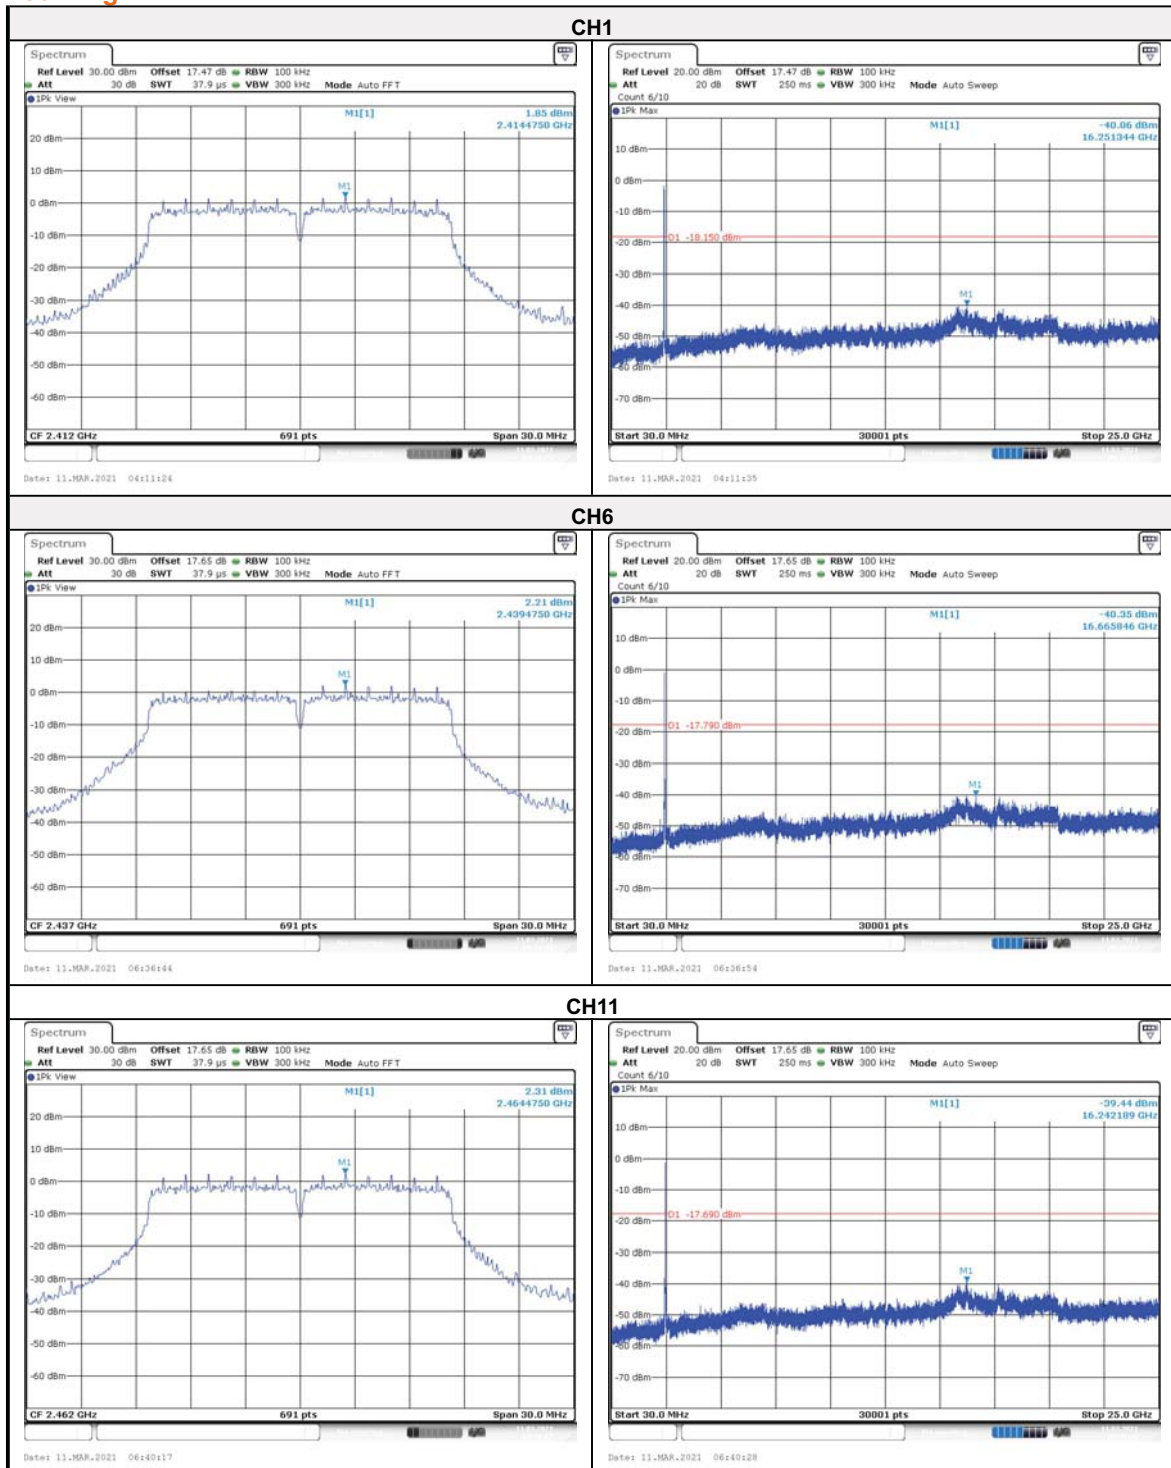 CH1
Spectrum
Ref Level 30.00 dBm Offset 17.47 dB RBW 100 kHz
Att 30 dB SWT 37.9 µs VBW 300 kHz Mode Auto FFT
1Pk View
M1[1] 1.85 dBm
2.4144750 GHz
20 dBm
10 dBm
M1
0 dBm
-10 dBm
-20 dBm
-30 dBm
-40 dBm
-50 dBm
-60 dBm
CF 2.412 GHz 691 pts Span 30.0 MHz
Date: 11.MAR.2021 04:11:24
Spectrum
Ref Level 20.00 dBm Offset 17.47 dB RBW 100 kHz
Att 20 dB SWT 250 ms VBW 300 kHz Mode Auto Sweep
Count 6/10
1Pk Max
M1[1] -40.06 dBm
16.251344 GHz
10 dBm
0 dBm
-10 dBm
D1 -18.150 dBm
-20 dBm
-30 dBm
M1
-40 dBm
-50 dBm
-60 dBm
-70 dBm
Start 30.0 MHz 30001 pts Stop 25.0 GHz
Date: 11.MAR.2021 04:11:35
CH6
Spectrum
Ref Level 30.00 dBm Offset 17.65 dB RBW 100 kHz
Att 30 dB SWT 37.9 µs VBW 300 kHz Mode Auto FFT
1Pk View
M1[1] 2.21 dBm
2.4394750 GHz
20 dBm
10 dBm
M1
0 dBm
-10 dBm
-20 dBm
-30 dBm
-40 dBm
-50 dBm
-60 dBm
CF 2.437 GHz 691 pts Span 30.0 MHz
Date: 11.MAR.2021 06:36:44
Spectrum
Ref Level 20.00 dBm Offset 17.65 dB RBW 100 kHz
Att 20 dB SWT 250 ms VBW 300 kHz Mode Auto Sweep
Count 6/10
1Pk Max
M1[1] -40.35 dBm
16.665846 GHz
10 dBm
0 dBm
-10 dBm
D1 -17.790 dBm
-20 dBm
-30 dBm
M1
-40 dBm
-50 dBm
-60 dBm
-70 dBm
Start 30.0 MHz 30001 pts Stop 25.0 GHz
Date: 11.MAR.2021 06:36:54
CH11
Spectrum
Ref Level 30.00 dBm Offset 17.65 dB RBW 100 kHz
Att 30 dB SWT 37.9 µs VBW 300 kHz Mode Auto FFT
1Pk View
M1[1] 2.31 dBm
2.4644750 GHz
20 dBm
10 dBm
M1
0 dBm
-10 dBm
-20 dBm
-30 dBm
-40 dBm
-50 dBm
-60 dBm
CF 2.462 GHz 691 pts Span 30.0 MHz
Date: 11.MAR.2021 06:40:17
Spectrum
Ref Level 20.00 dBm Offset 17.65 dB RBW 100 kHz
Att 20 dB SWT 250 ms VBW 300 kHz Mode Auto Sweep
Count 6/10
1Pk Max
M1[1] -39.44 dBm
16.242189 GHz
10 dBm
0 dBm
-10 dBm
D1 -17.690 dBm
-20 dBm
-30 dBm
M1
-40 dBm
-50 dBm
-60 dBm
-70 dBm
Start 30.0 MHz 30001 pts Stop 25.0 GHz
Date: 11.MAR.2021 06:40:28